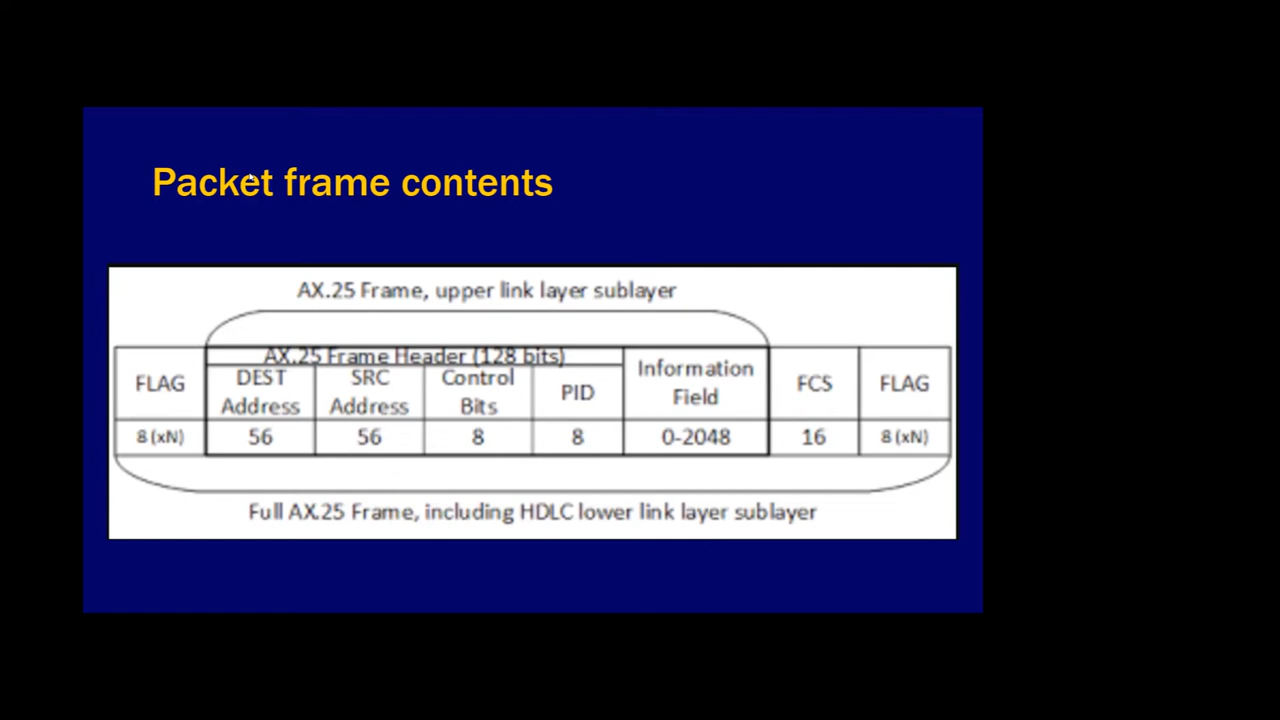 Packet frame contents
AX.25 Frame, upper link layer sublayer
AX.25 Frame Header (128 bits)
FLAG
DEST
Address
SRC
Address
Control
Bits
PID
Information
Field
FCS
FLAG
8 (xN)
56
56
8
8
0-2048
16
8 (xN)
Full AX.25 Frame, including HDLC lower link layer sublayer